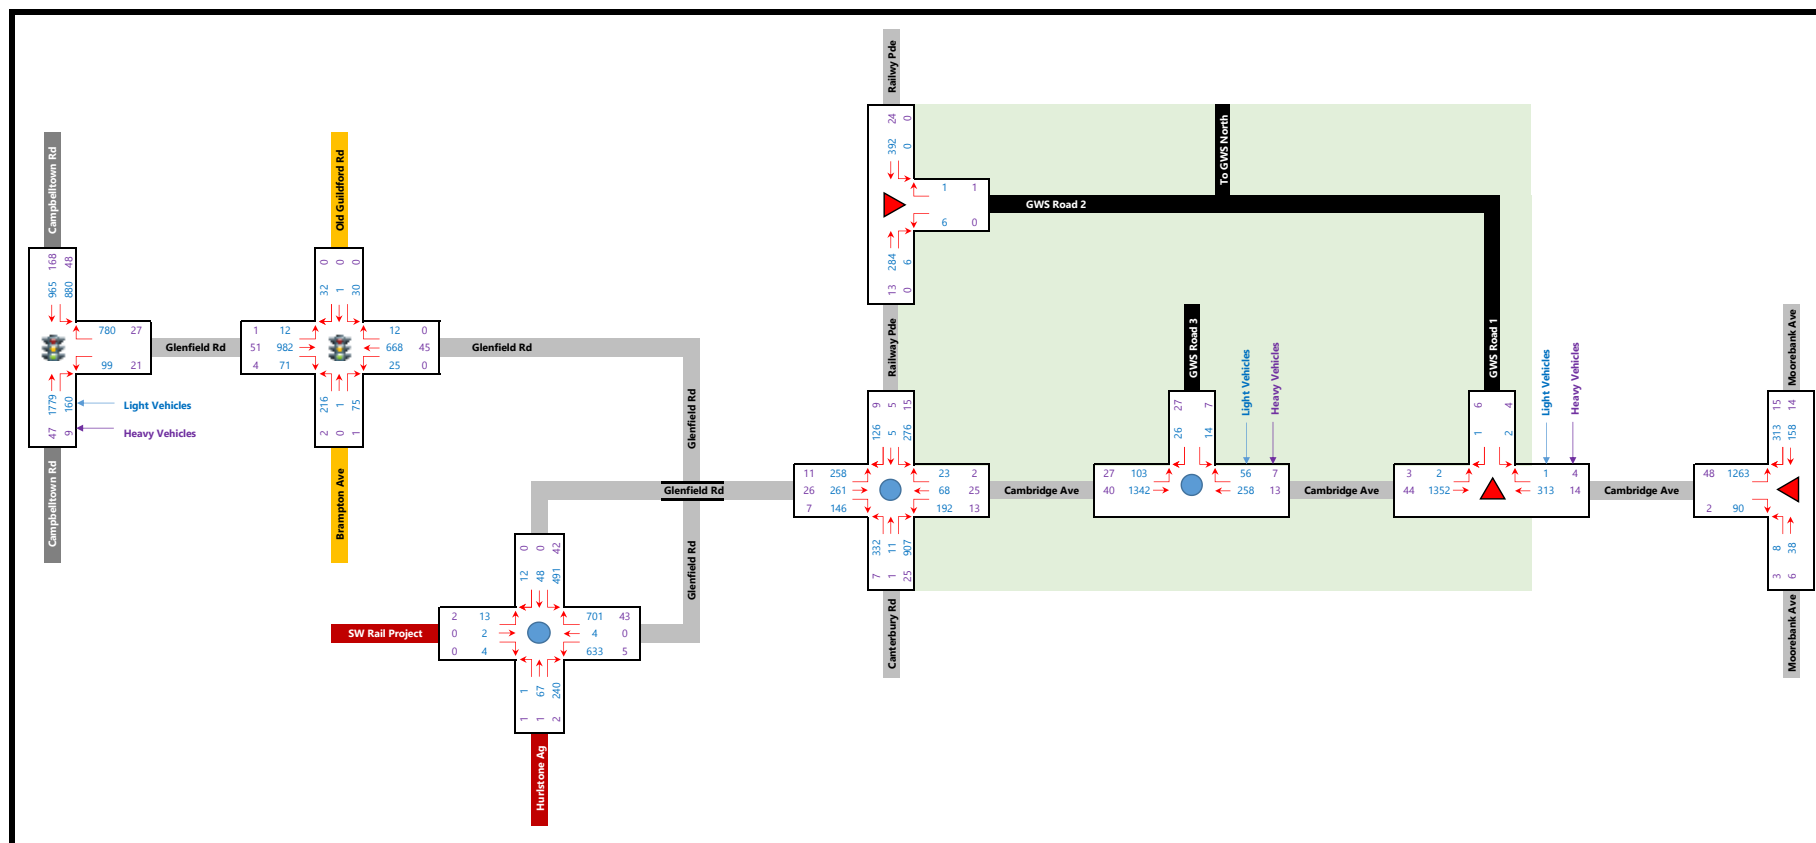 Railwy Pde
24 0
392 0
1 1
6 0
284 6
13 0
To GWS North
GWS Road 2
Campbelltown Rd
168 48
965 880
780 27
99 21
1779 160
47 9
Light Vehicles
Heavy Vehicles
Campbelltown Rd
Glenfield Rd
Old Guildford Rd
0 0 0
32 1 30
1 12
51 982
4 71
12 0
668 45
25 0
216 1 75
2 0 1
Brampton Ave
Glenfield Rd
Glenfield Rd
Glenfield Rd
Glenfield Rd
0 0 42
12 48 491
2 13
0 2
0 4
701 43
4 0
633 5
1 67 240
1 1 2
SW Rail Project
Hurlstone Ag
Railway Pde
9 5 15
126 5 276
11 258
26 261
7 146
23 2
68 25
192 13
332 11 907
7 1 25
Canterbury Rd
Cambridge Ave
GWS Road 3
27 7
26 14
27 103
40 1342
56 7
258 13
Light Vehicles
Heavy Vehicles
Cambridge Ave
GWS Road 1
6 4
1 2
3 2
44 1352
1 4
313 14
Light Vehicles
Heavy Vehicles
Cambridge Ave
Moorebank Ave
15 14
313 158
48 1263
2 90
8 38
3 6
Moorebank Ave